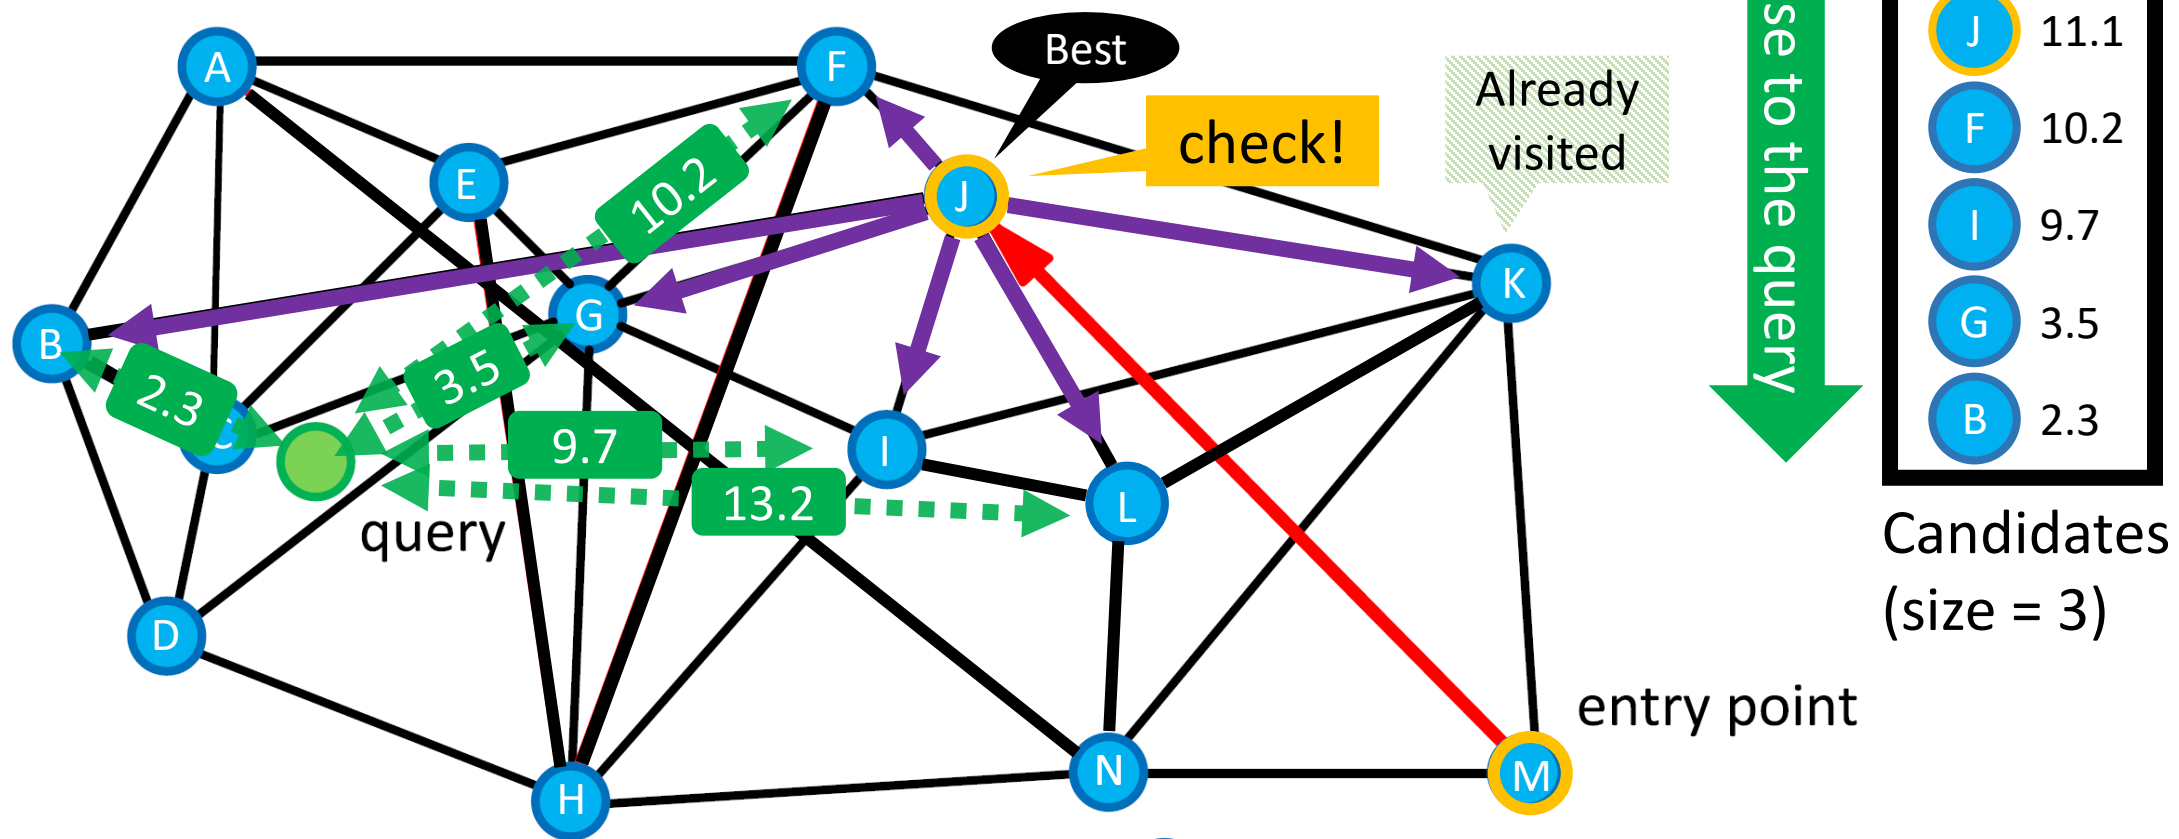 A
F
Best
J
11.1
Already
visited
check!
F
10.2
E
10.2
J
se to the query
I
9.7
K
G
G
3.5
B
3.5
2.3
C
9.7
I
B
2.3
13.2
L
query
Candidates
(size = 3)
D
entry point
N
M
H